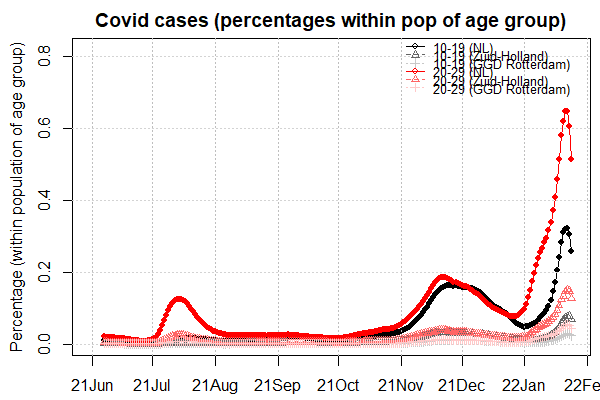 Covid cases (percentages within pop of age group)
Percentage (within population of age group)
0.8
0.6
0.4
0.2
0.0
10-19 (NL)
10-19 (Zuid-Holland)
10-19 (GGD Rotterdam)
20-29 (NL)
20-29 (Zuid-Holland)
20-29 (GGD Rotterdam)
21Jun 21Jul 21Aug 21Sep 21Oct 21Nov 21Dec 22Jan 22Fe